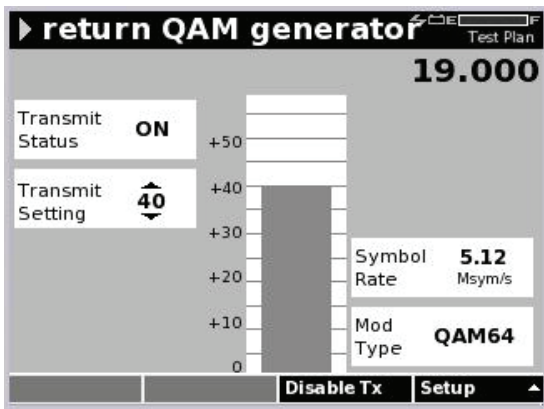 return QAM generator
E F
Test Plan
19.000
Transmit
Status
ON
Transmit
Setting
40
+50
+40
+30
+20
+10
0
Symbol
Rate
5.12
Msym/s
Mod
Type
QAM64
Disable Tx
Setup